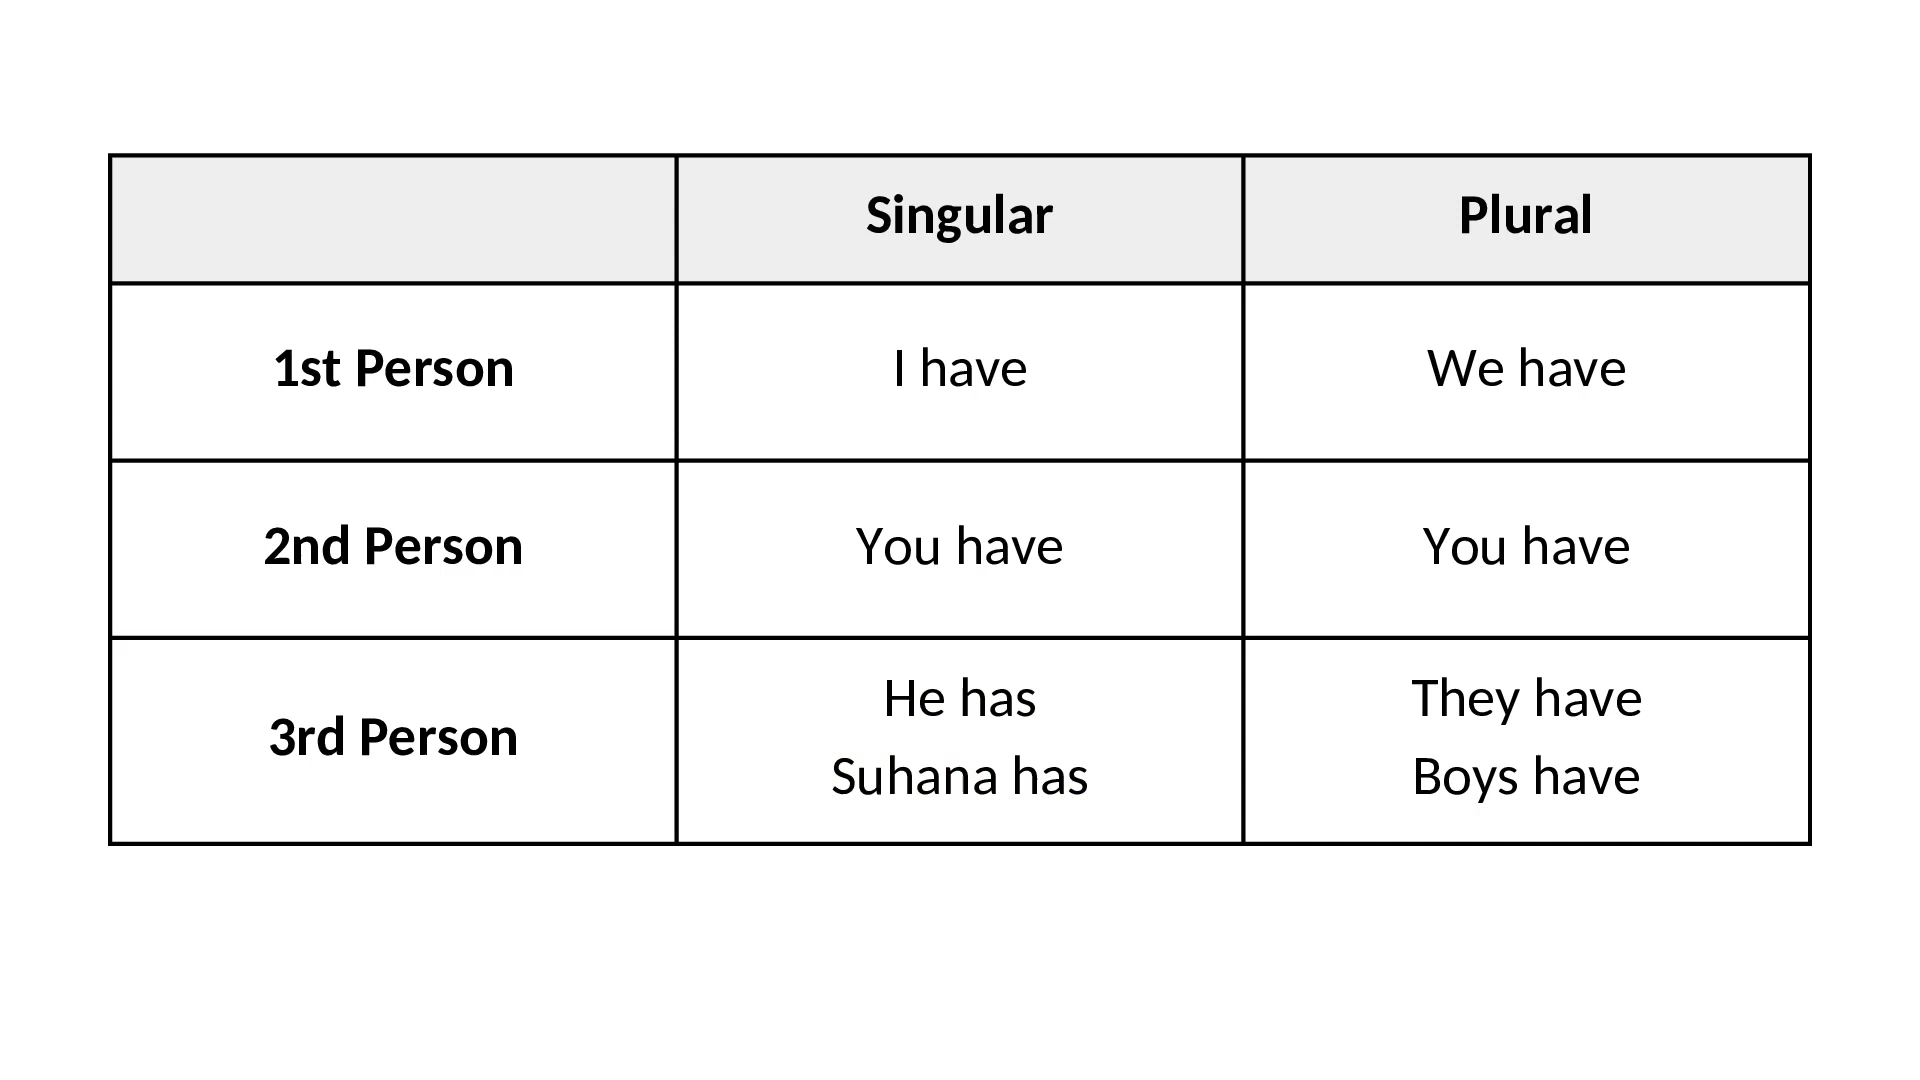 Singular Plural
1st Person I have We have
2nd Person You have You have
3rd Person
He has
Suhana has
They have
Boys have